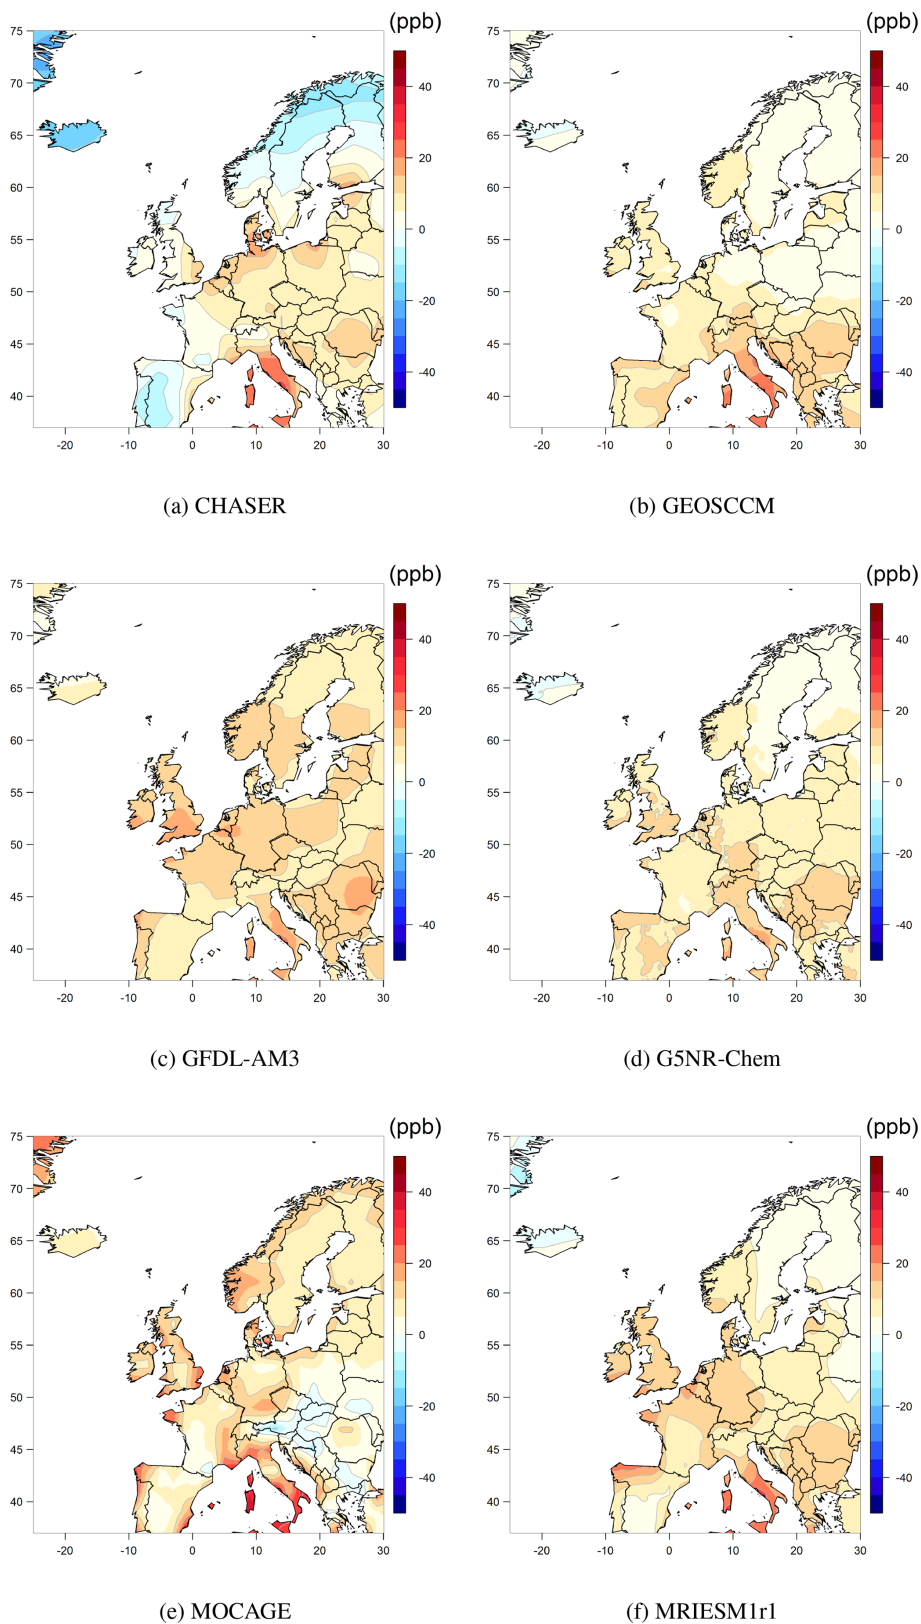 (ppb) (ppb)
75 75
70 40 70 40
65 20 65 20
60 60
55 0 55 0
50 -20 50 -20
45 45
40 -40 40 -40
-20 -10 0 10 20 30 -20 -10 0 10 20 30
(a) CHASER (b) GEOSCCM
(ppb) (ppb)
75 75
70 40 70 40
65 20 65 20
60 60
55 0 55 0
50 -20 50 -20
45 45
40 -40 40 -40
-20 -10 0 10 20 30 -20 -10 0 10 20 30
(c) GFDL-AM3 (d) G5NR-Chem
(ppb) (ppb)
75 75
70 40 70 40
65 20 65 20
60 60
55 0 55 0
50 -20 50 -20
45 45
40 -40 40 -40
-20 -10 0 10 20 30 -20 -10 0 10 20 30
(e) MOCAGE (f) MRIESM1r1